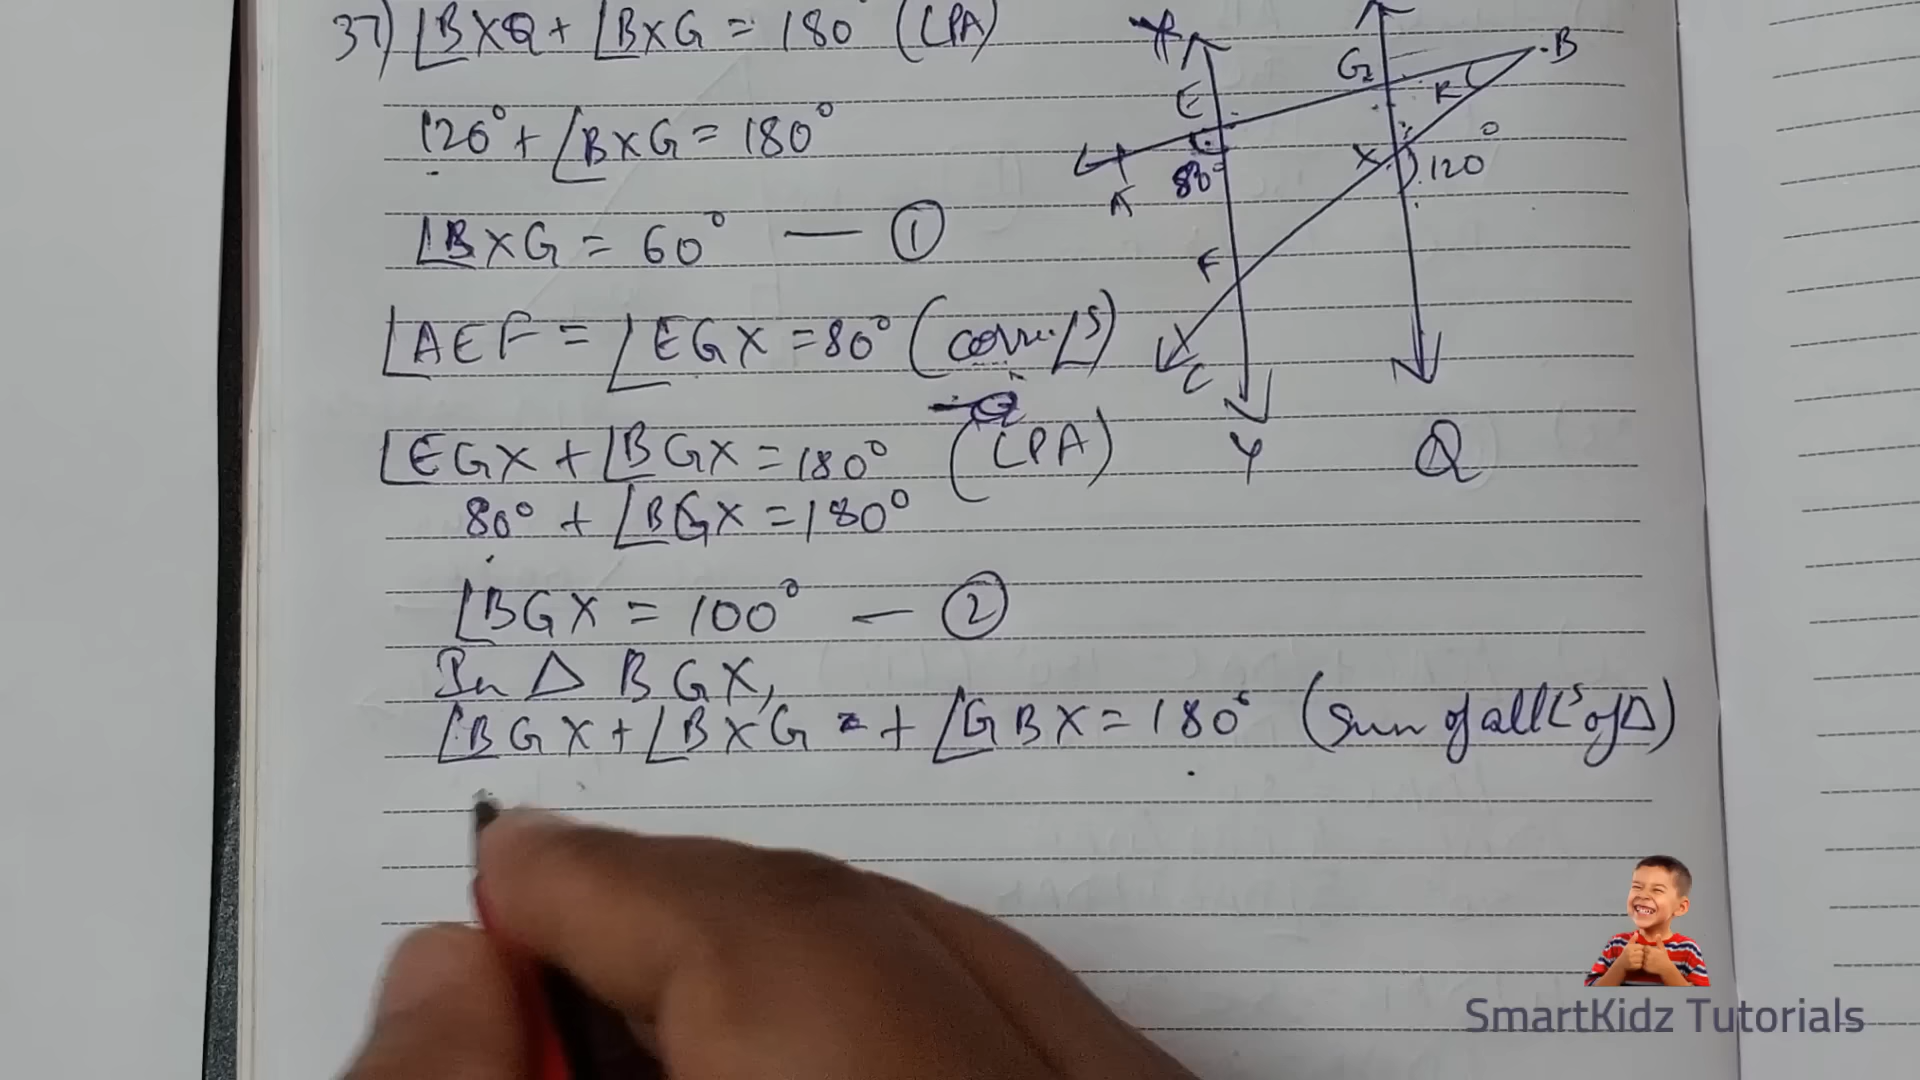 37) ∠BXQ + ∠BXG = 180° (LPA)
120° + ∠BXG = 180°
∠BXG = 60° — ①
∠AEF = ∠EGX = 80° (corr. ∠s)
∠EGX + ∠BGX = 180° (LPA)
80° + ∠BGX = 180°
∠BGX = 100° — ②
In △ BGX,
∠BGX + ∠BXG + ∠GBX = 180° (Sum of all ∠s of △)
G
B
E
K
A
80°
X
120°
F
C
Y
Q
SmartKidz Tutorials